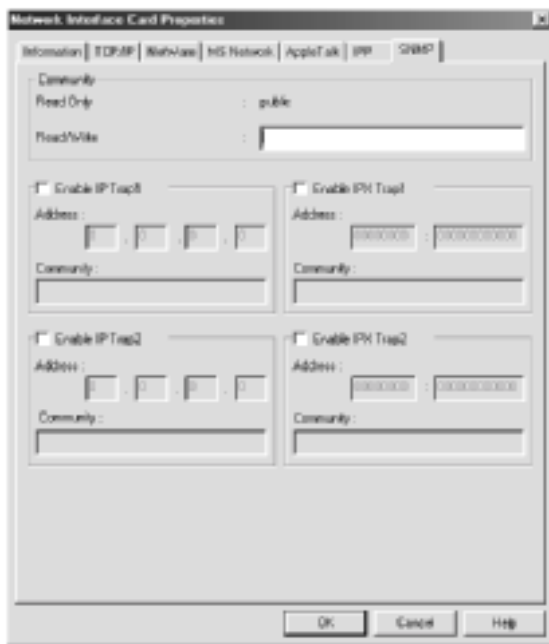 Network Interface Card Properties
Information TCP/IP NetWare MS Network AppleTalk IPP SNMP
Community
Read Only : public
Read/Write :
Enable IP Trap1
Address :
0 . 0 . 0 . 0
Community :
Enable IPX Trap1
Address :
00000000 : 000000000000
Community :
Enable IP Trap2
Address :
0 . 0 . 0 . 0
Community :
Enable IPX Trap2
Address :
00000000 : 000000000000
Community :
OK Cancel Help